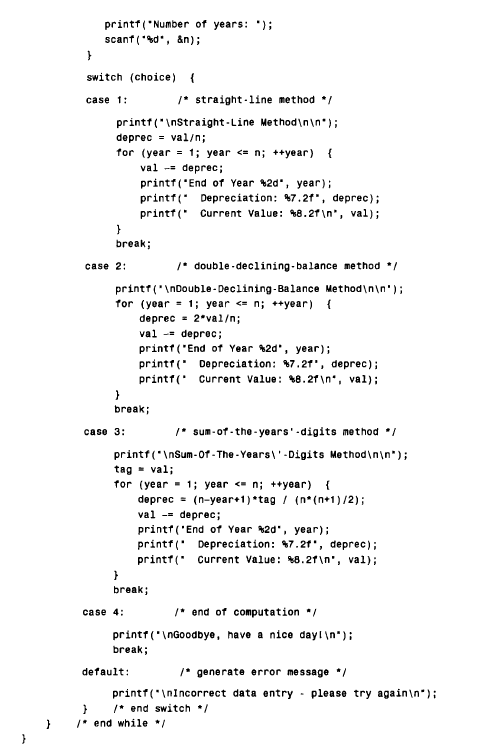 printf("Number of years: ");
scanf("%d", &n);
}
switch (choice) {
case 1: /* straight-line method */
printf("\nStraight-Line Method\n\n");
deprec = val/n;
for (year = 1; year <= n; ++year) {
val -= deprec;
printf("End of Year %2d", year);
printf(" Depreciation: %7.2f", deprec);
printf(" Current Value: %8.2f\n", val);
}
break;
case 2: /* double-declining-balance method */
printf("\nDouble-Declining-Balance Method\n\n");
for (year = 1; year <= n; ++year) {
deprec = 2*val/n;
val -= deprec;
printf("End of Year %2d", year);
printf(" Depreciation: %7.2f", deprec);
printf(" Current Value: %8.2f\n", val);
}
break;
case 3: /* sum-of-the-years'-digits method */
printf("\nSum-Of-The-Years\'-Digits Method\n\n");
tag = val;
for (year = 1; year <= n; ++year) {
deprec = (n-year+1)*tag / (n*(n+1)/2);
val -= deprec;
printf("End of Year %2d", year);
printf(" Depreciation: %7.2f", deprec);
printf(" Current Value: %8.2f\n", val);
}
break;
case 4: /* end of computation */
printf("\nGoodbye, have a nice day!\n");
break;
default: /* generate error message */
printf("\nIncorrect data entry - please try again\n");
} /* end switch */
} /* end while */
}